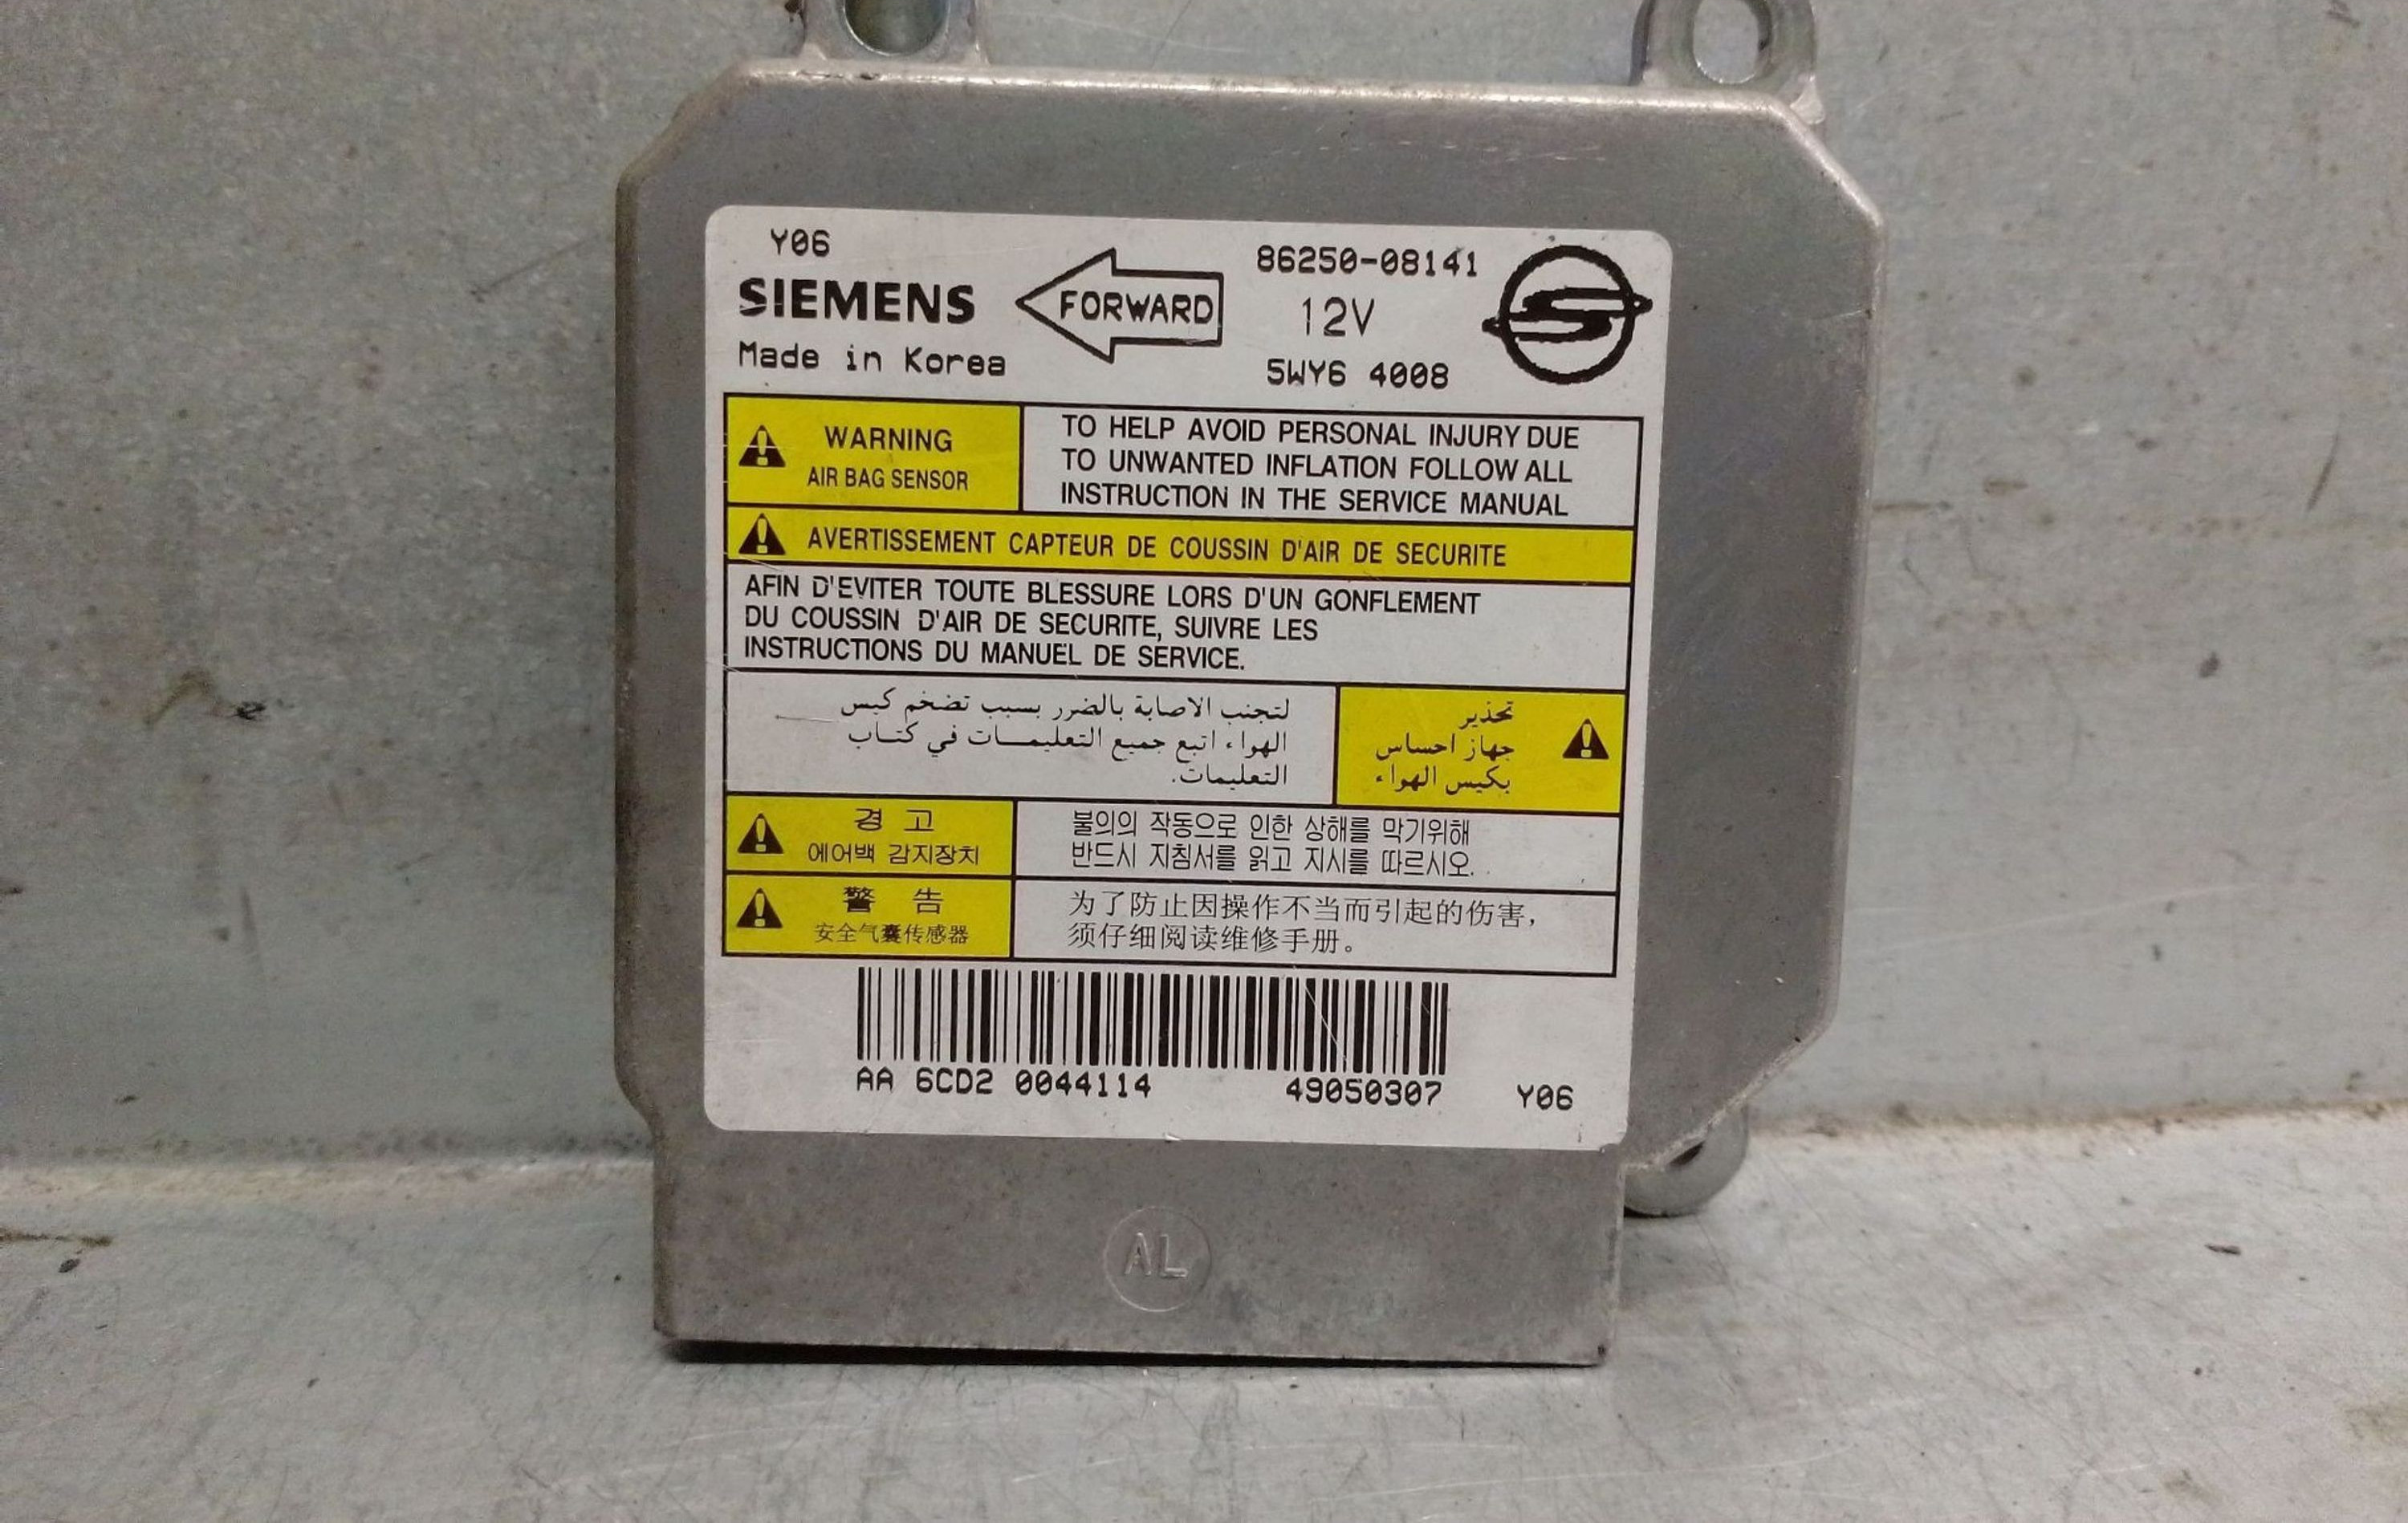 Y06
SIEMENS
Made in Korea
FORWARD
86250-08141
12V
5WY6 4008
WARNING
AIR BAG SENSOR
TO HELP AVOID PERSONAL INJURY DUE
TO UNWANTED INFLATION FOLLOW ALL
INSTRUCTION IN THE SERVICE MANUAL
AVERTISSEMENT CAPTEUR DE COUSSIN D'AIR DE SECURITE
AFIN D'EVITER TOUTE BLESSURE LORS D'UN GONFLEMENT
DU COUSSIN D'AIR DE SECURITE, SUIVRE LES
INSTRUCTIONS DU MANUEL DE SERVICE.
تحذير
جهاز احساس
بكيس الهواء
لتجنب الاصابة بالضرر بسبب تضخم كيس
الهواء اتبع جميع التعليمـــات في كتـاب
التعليمات.
경 고
에어백 감지장치
불의의 작동으로 인한 상해를 막기위해
반드시 지침서를 읽고 지시를 따르시오.
警 告
安全气囊传感器
为了防止因操作不当而引起的伤害，
须仔细阅读维修手册。
AA 6CD2 0044114 49050307 Y06
AL